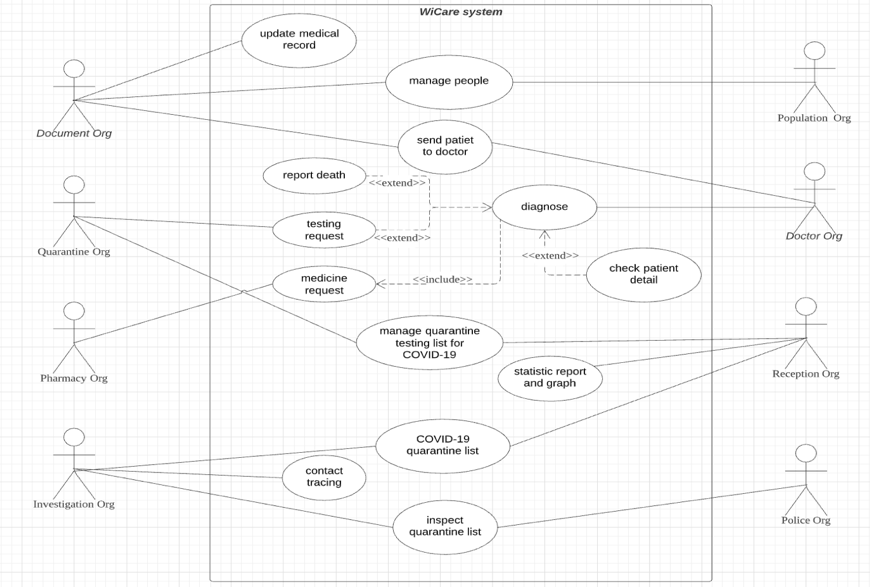 WiCare system
update medical
record
manage people
Document Org
Population  Org
send patiet
to doctor
report death
<<extend>>
diagnose
testing
request
<<extend>>
Quarantine Org
Doctor Org
<<extend>>
medicine
request
<<include>>
check patient
detail
manage quarantine
testing list for
COVID-19
Pharmacy Org
Reception Org
statistic report
and graph
COVID-19
quarantine list
contact
tracing
Investigation Org
inspect
quarantine list
Police Org